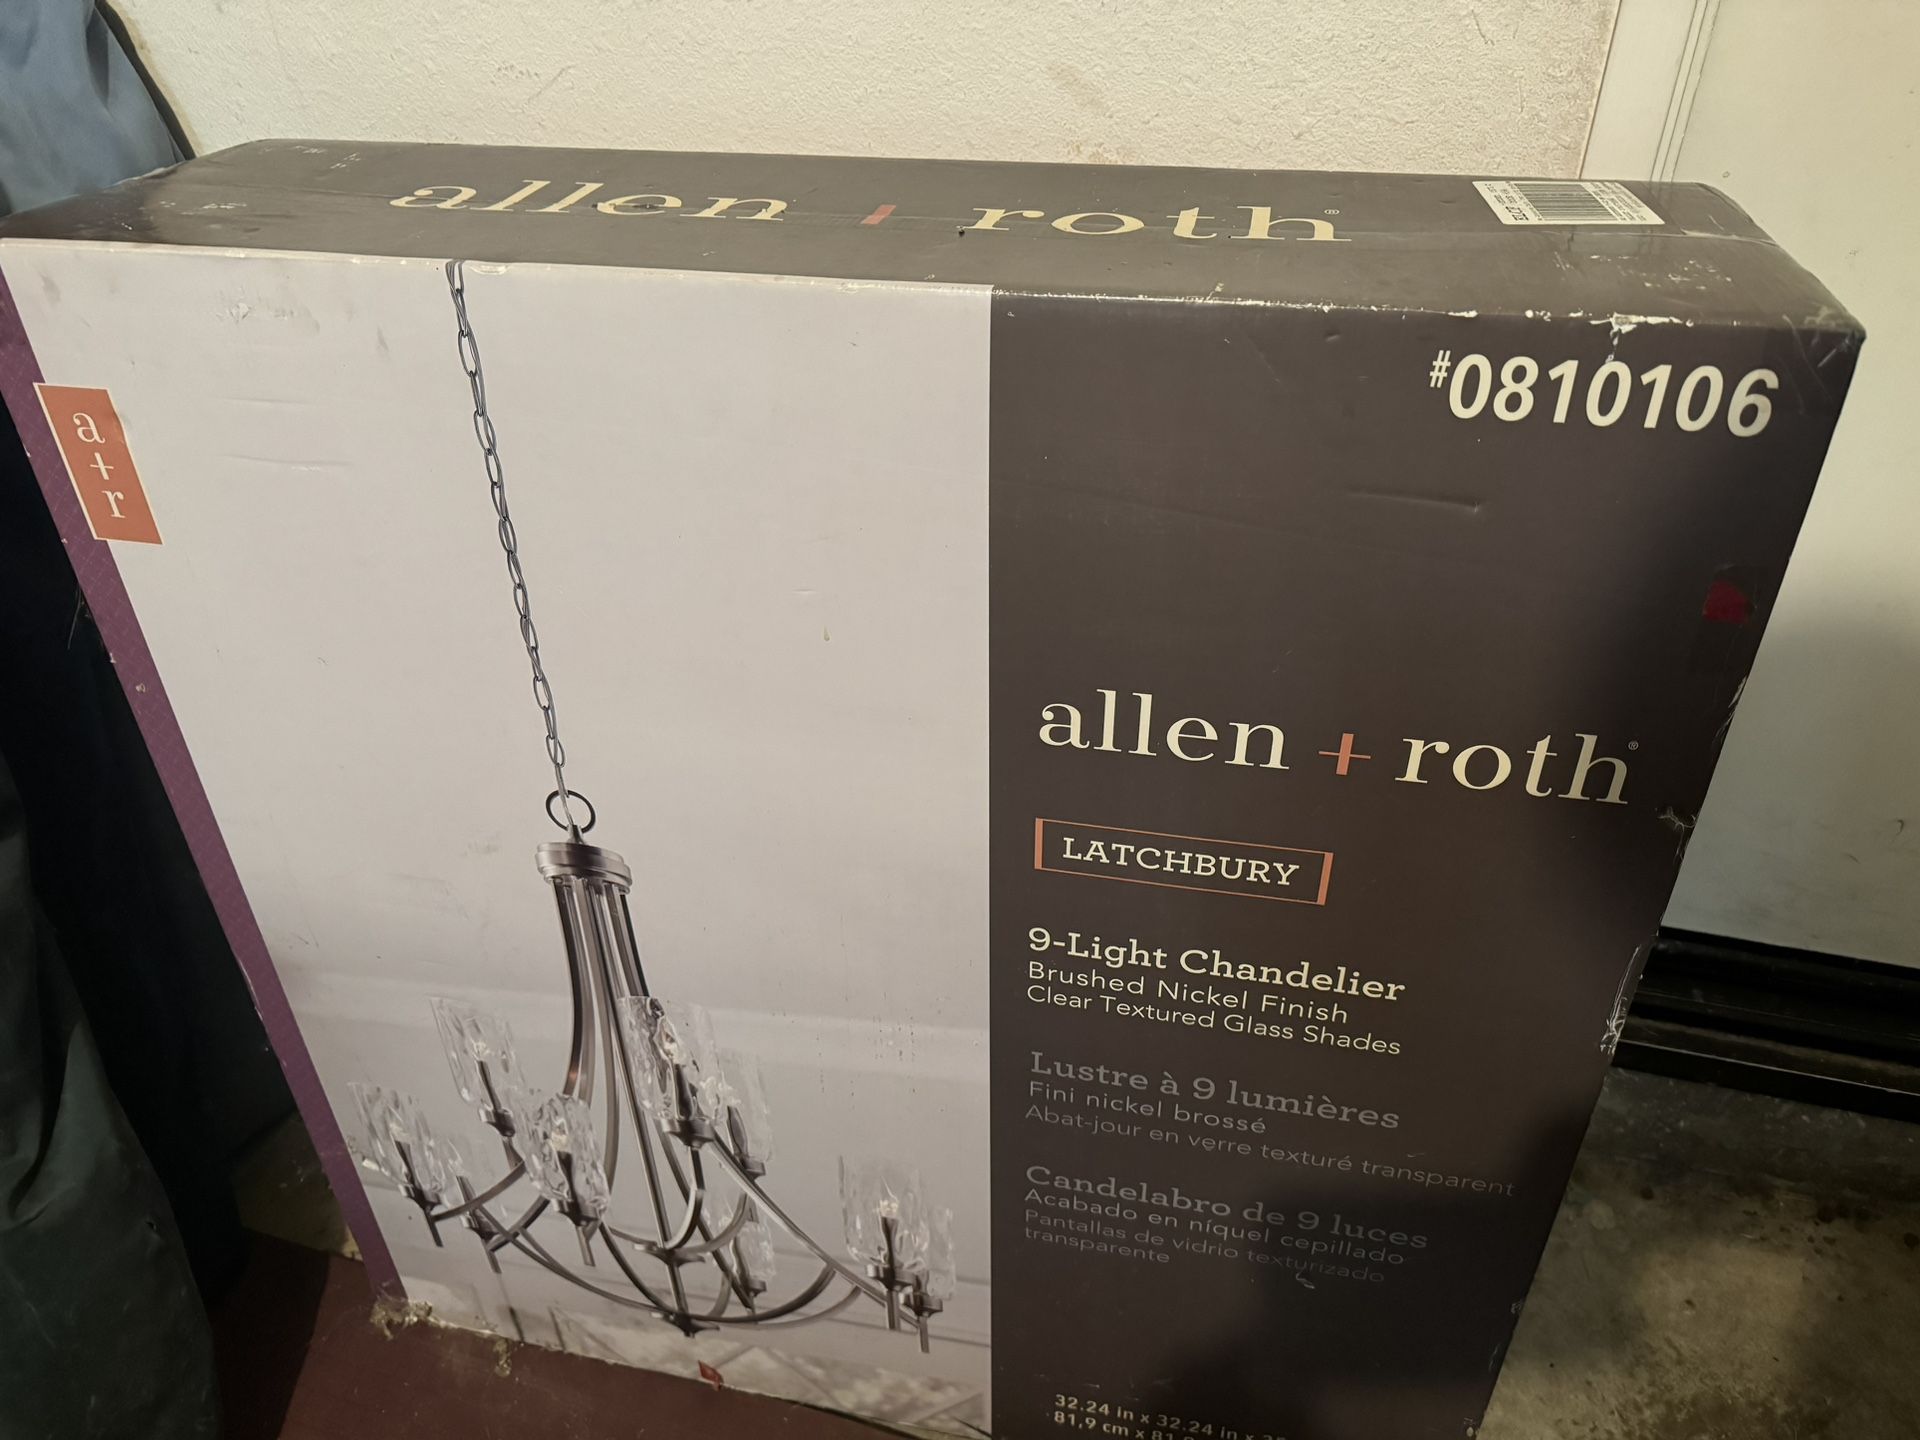 allen + roth®
#0810106
a
+
r
allen + roth®
LATCHBURY
9-Light Chandelier
Brushed Nickel Finish
Clear Textured Glass Shades
Lustre à 9 lumières
Fini nickel brossé
Abat-jour en verre texturé transparent
Candelabro de 9 luces
Acabado en níquel cepillado
Pantallas de vidrio texturizado
transparente
32.24 in x 32.24 in x
81,9 cm x